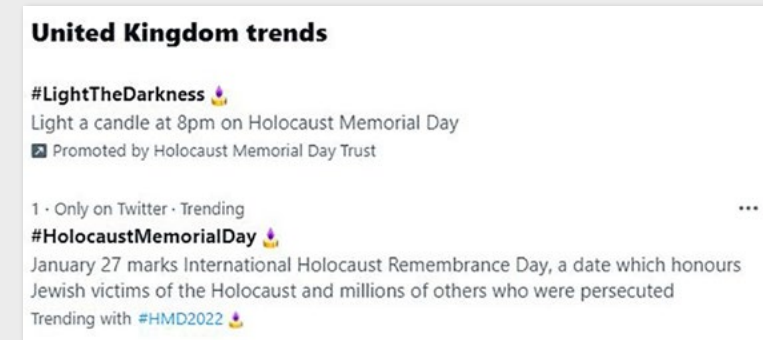 United Kingdom trends
#LightTheDarkness
Light a candle at 8pm on Holocaust Memorial Day
Promoted by Holocaust Memorial Day Trust
1 · Only on Twitter · Trending
#HolocaustMemorialDay
January 27 marks International Holocaust Remembrance Day, a date which honours
Jewish victims of the Holocaust and millions of others who were persecuted
Trending with #HMD2022